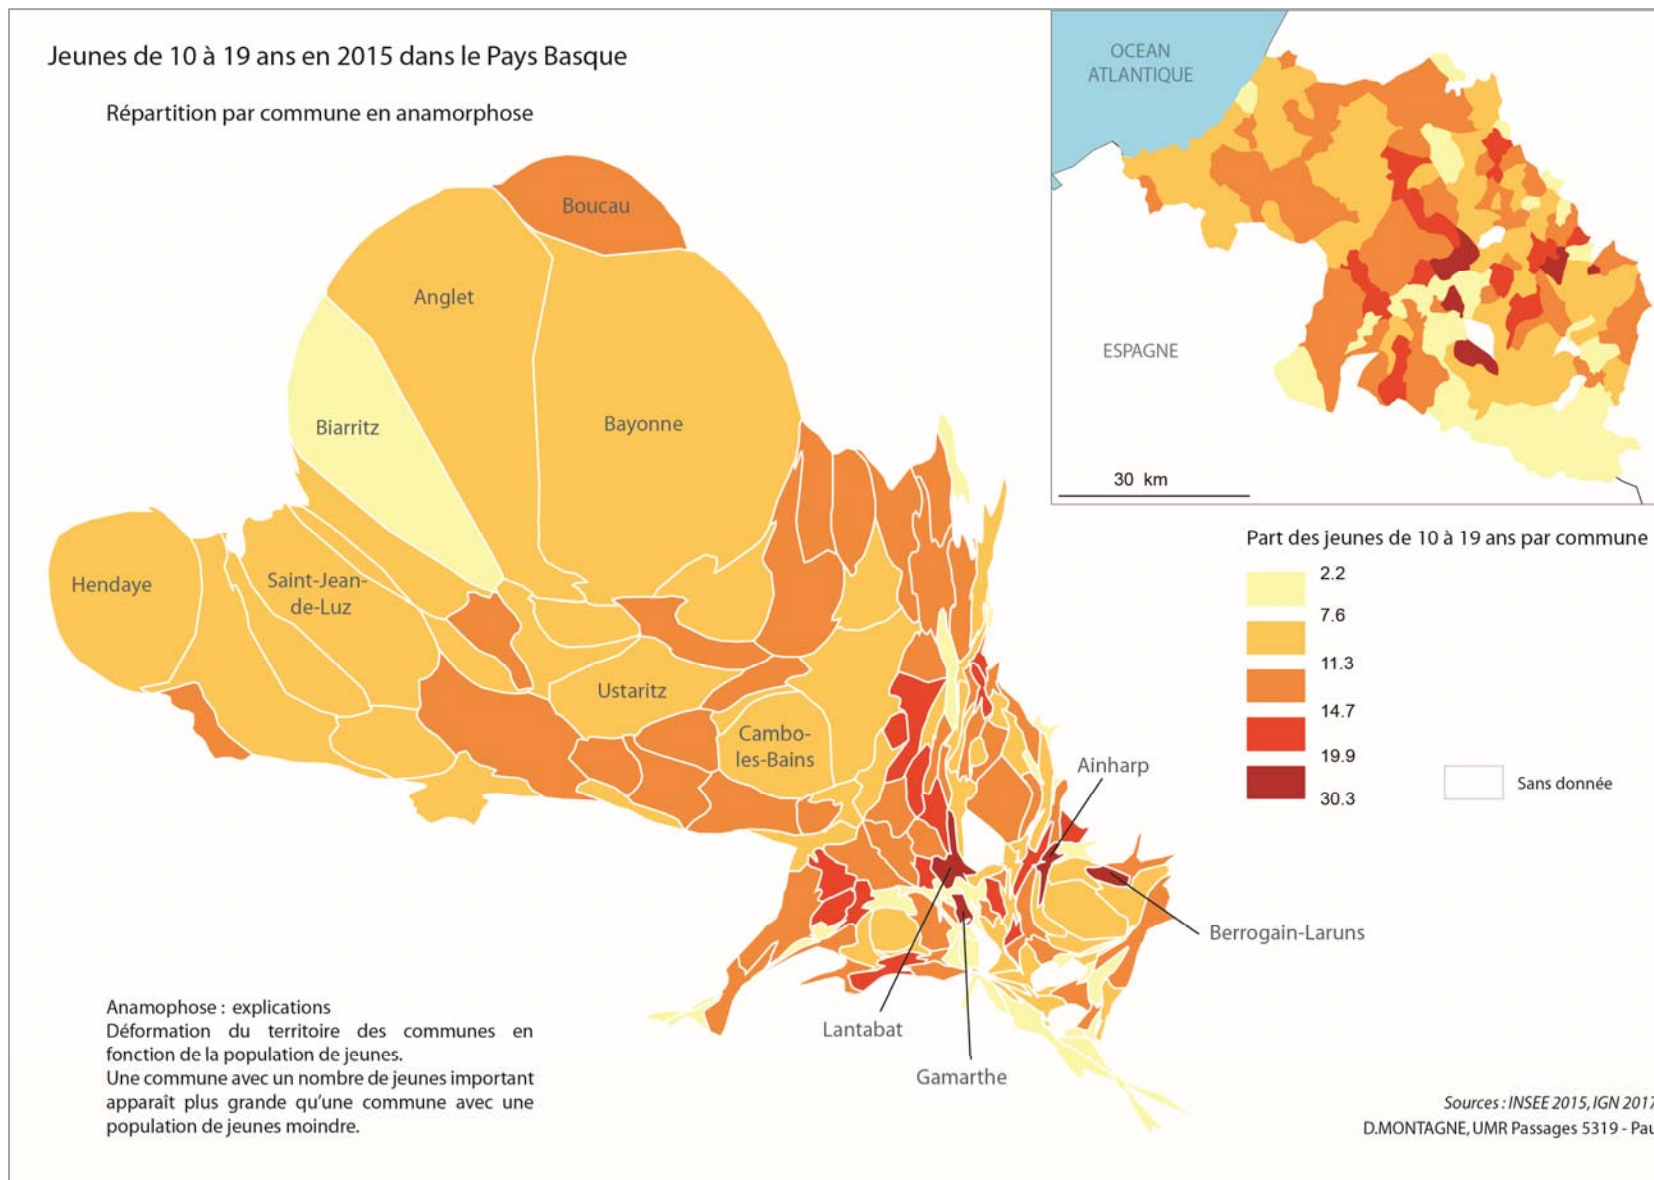 Jeunes de 10 à 19 ans en 2015 dans le Pays Basque
Répartition par commune en anamorphose
OCEAN
ATLANTIQUE
ESPAGNE
30 km
Boucau
Anglet
Biarritz
Bayonne
Hendaye
Saint-Jean-
de-Luz
Ustaritz
Cambo-
les-Bains
Ainharp
Berrogain-Laruns
Lantabat
Gamarthe
Part des jeunes de 10 à 19 ans par commune
2.2
7.6
11.3
14.7
19.9
30.3
Sans donnée
Anamophose : explications
Déformation du territoire des communes en
fonction de la population de jeunes.
Une commune avec un nombre de jeunes important
apparaît plus grande qu'une commune avec une
population de jeunes moindre.
Sources : INSEE 2015, IGN 2017
D.MONTAGNE, UMR Passages 5319 - Pau